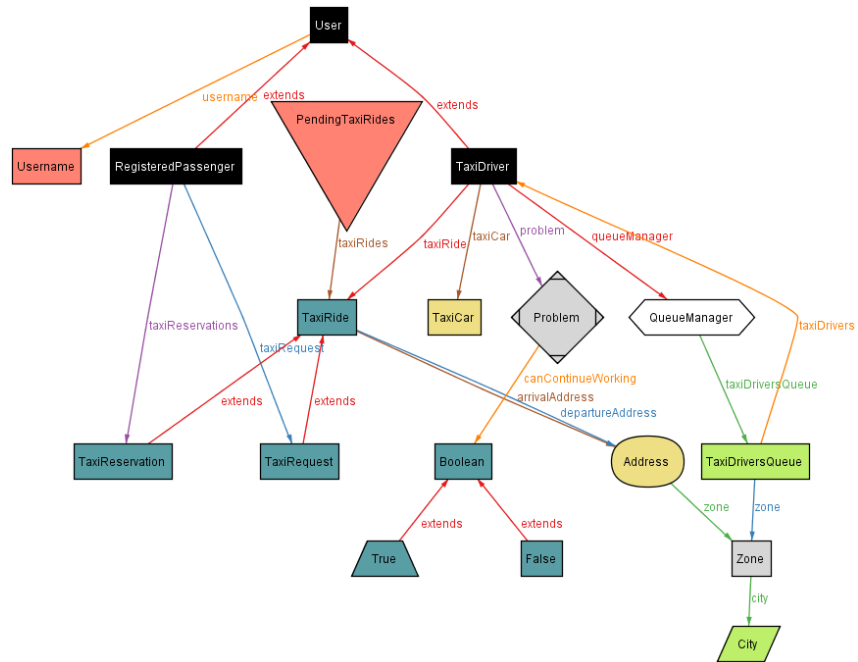 User
username
extends
extends
PendingTaxiRides
Username
RegisteredPassenger
TaxiDriver
taxiRides
taxiRide
taxiCar
problem
queueManager
TaxiRide
TaxiCar
Problem
QueueManager
taxiReservations
taxiRequest
taxiDrivers
canContinueWorking
taxiDriversQueue
extends
extends
arrivalAddress
departureAddress
TaxiReservation
TaxiRequest
Boolean
Address
TaxiDriversQueue
extends
extends
zone
zone
True
False
Zone
city
City